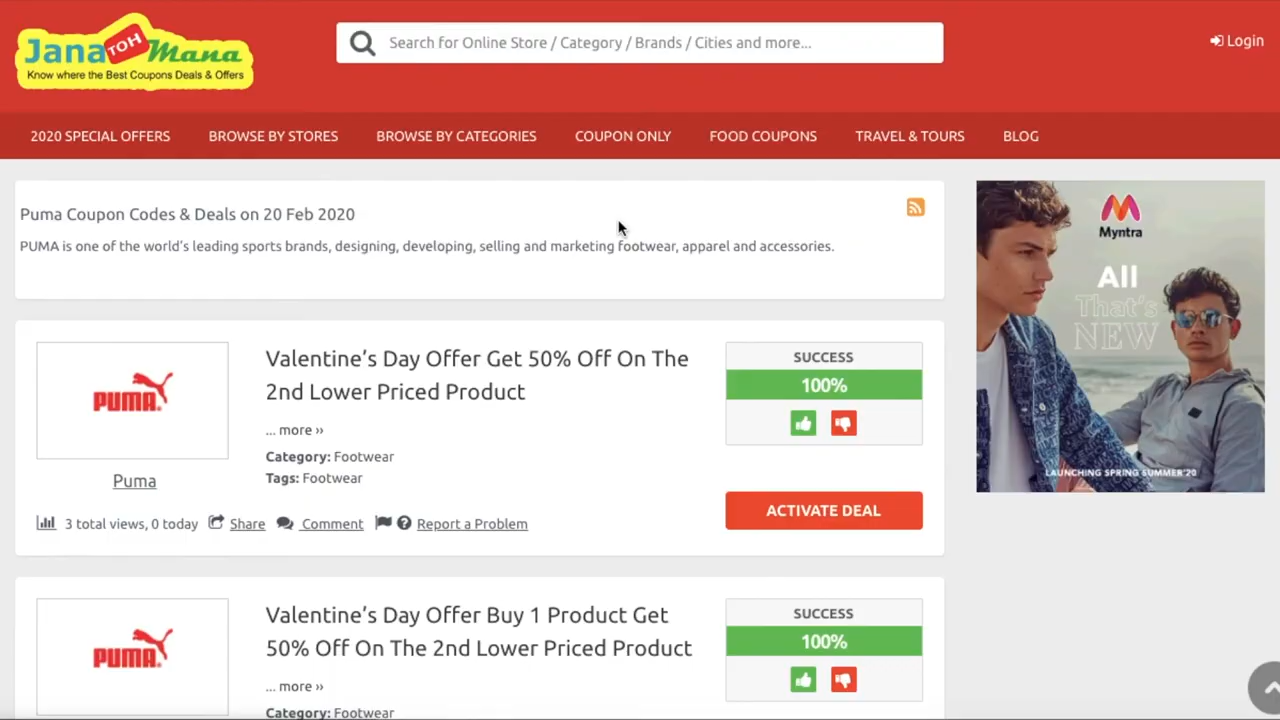 Jana TOH Mana
Know where the Best Coupons Deals & Offers
Search for Online Store / Category / Brands / Cities and more...
Login
2020 SPECIAL OFFERS BROWSE BY STORES BROWSE BY CATEGORIES COUPON ONLY FOOD COUPONS TRAVEL & TOURS BLOG
Puma Coupon Codes & Deals on 20 Feb 2020
PUMA is one of the world's leading sports brands, designing, developing, selling and marketing footwear, apparel and accessories.
Myntra
All
That's
NEW
LAUNCHING SPRING SUMMER'20
PUMA
Puma
Valentine's Day Offer Get 50% Off On The
2nd Lower Priced Product
... more ››
Category: Footwear
Tags: Footwear
SUCCESS
100%
ACTIVATE DEAL
3 total views, 0 today Share Comment Report a Problem
PUMA
Valentine's Day Offer Buy 1 Product Get
50% Off On The 2nd Lower Priced Product
... more ››
Category: Footwear
SUCCESS
100%